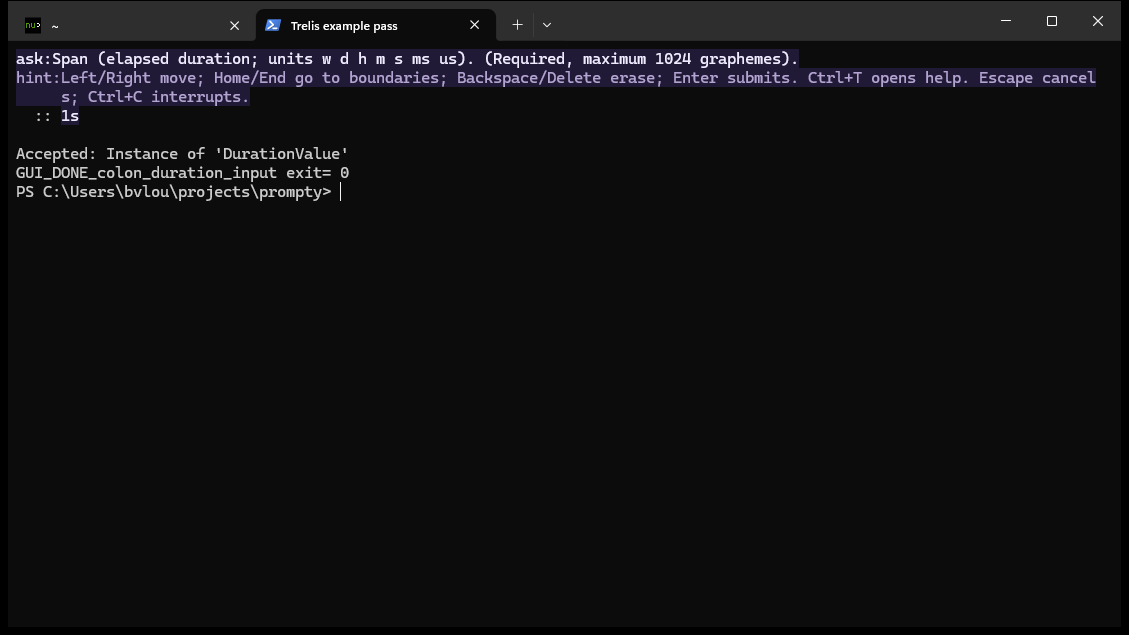 nu> ~
Trelis example pass
ask:Span (elapsed duration; units w d h m s ms us). (Required, maximum 1024 graphemes).
hint:Left/Right move; Home/End go to boundaries; Backspace/Delete erase; Enter submits. Ctrl+T opens help. Escape cancel
s; Ctrl+C interrupts.
:: 1s
Accepted: Instance of 'DurationValue'
GUI_DONE_colon_duration_input exit= 0
PS C:\Users\bvlou\projects\prompty>